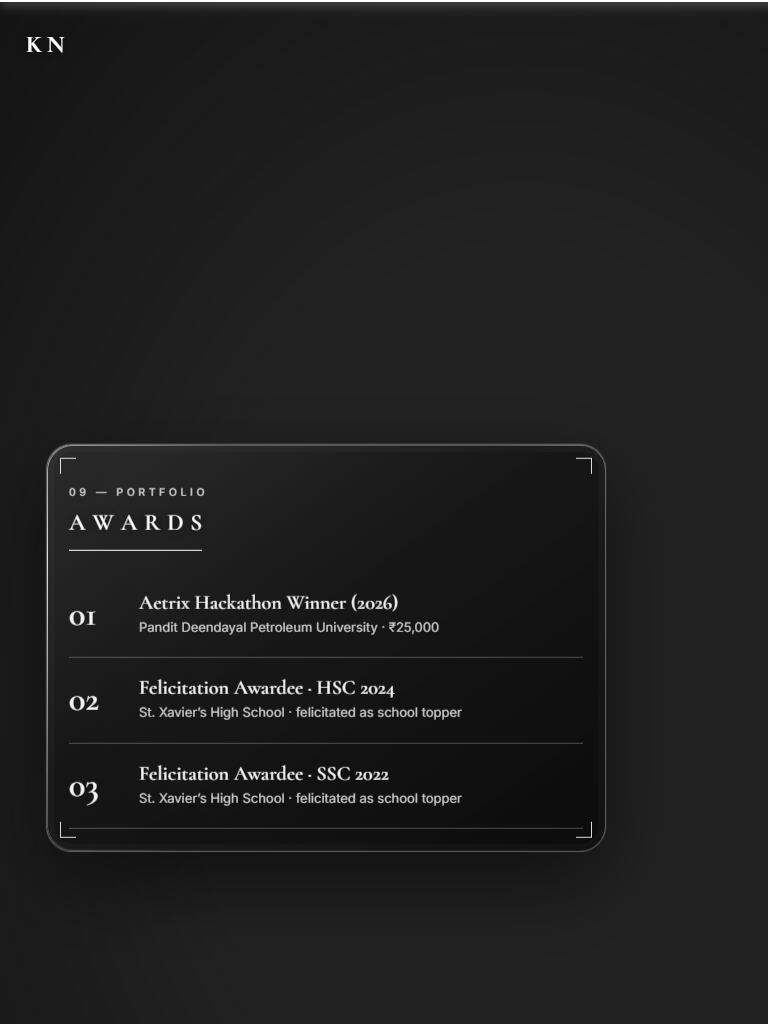 KN
09 — PORTFOLIO
AWARDS
01
Aetrix Hackathon Winner (2026)
Pandit Deendayal Petroleum University · ₹25,000
02
Felicitation Awardee · HSC 2024
St. Xavier’s High School · felicitated as school topper
03
Felicitation Awardee · SSC 2022
St. Xavier’s High School · felicitated as school topper